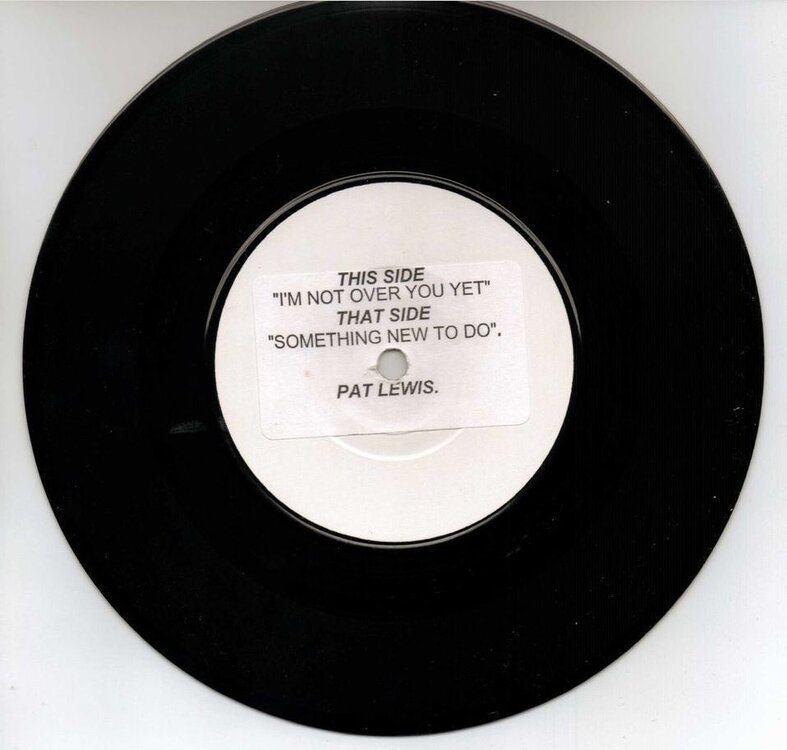 THIS SIDE
"I'M NOT OVER YOU YET"
THAT SIDE
"SOMETHING NEW TO DO".
PAT LEWIS.